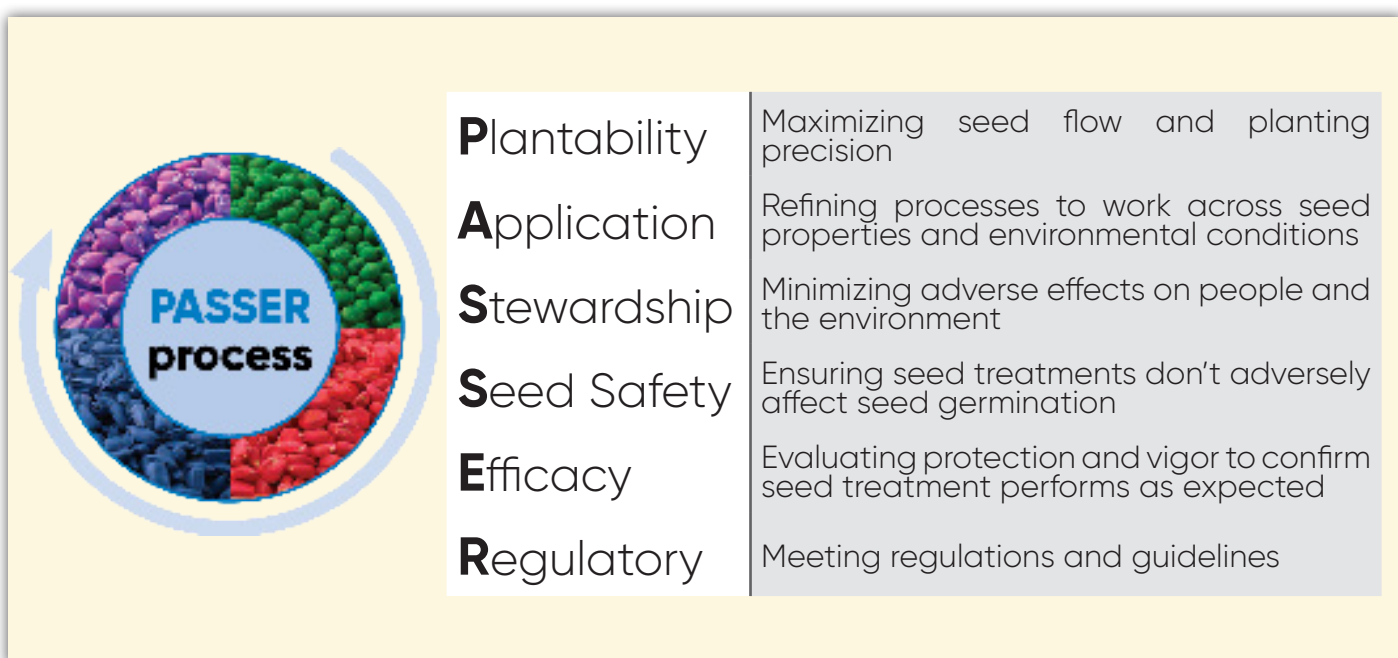 PASSER
process
Plantability
Maximizing seed flow and planting
precision
Application
Refining processes to work across seed
properties and environmental conditions
Stewardship
Minimizing adverse effects on people and
the environment
Seed Safety
Ensuring seed treatments don't adversely
affect seed germination
Efficacy
Evaluating protection and vigor to confirm
seed treatment performs as expected
Regulatory
Meeting regulations and guidelines